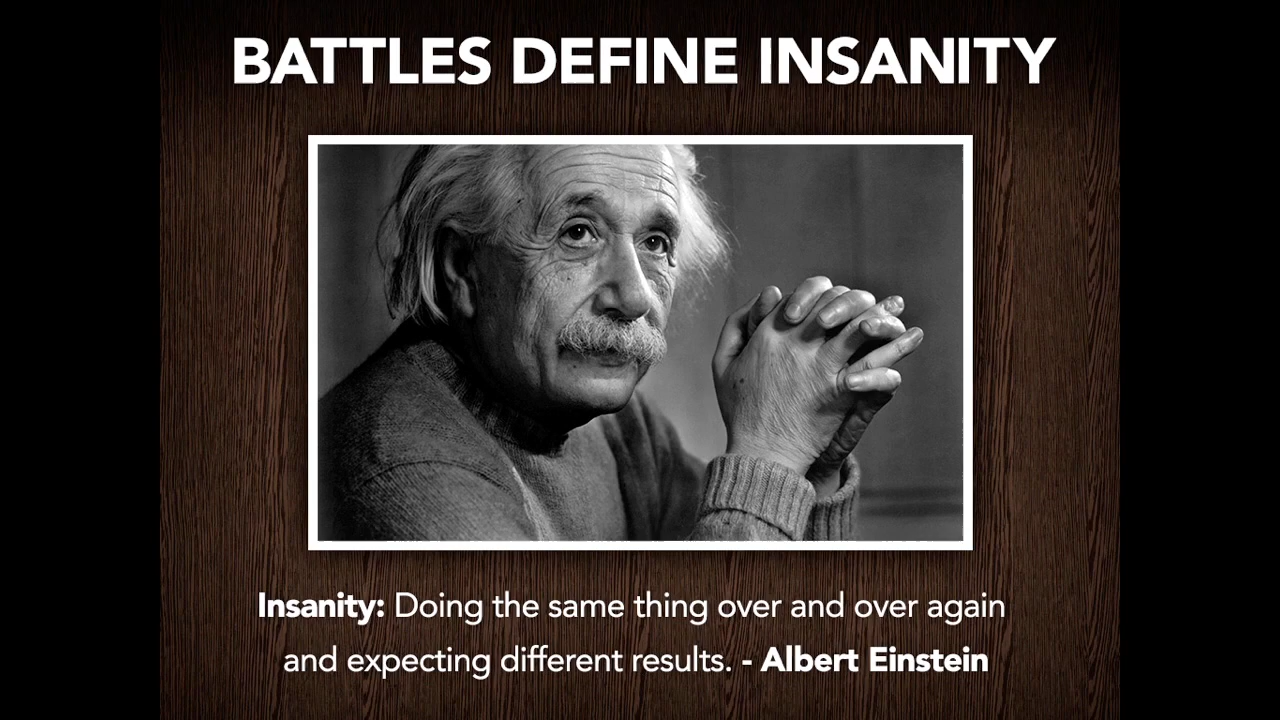 BATTLES DEFINE INSANITY
Insanity: Doing the same thing over and over again
and expecting different results. - Albert Einstein